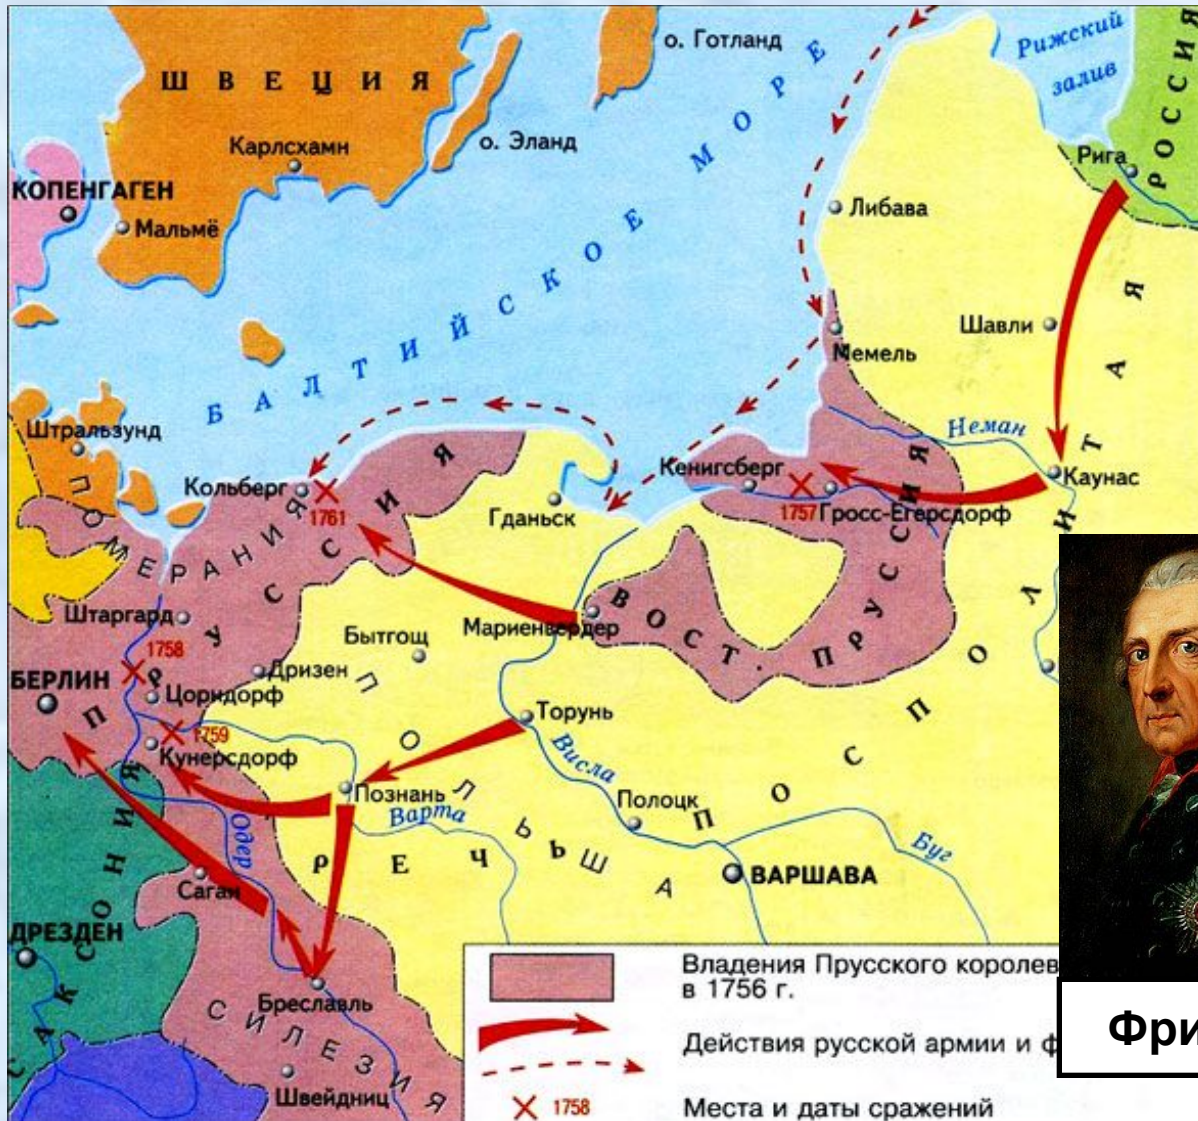 ШВЕЦИЯ
о. Готланд
Рижский
залив
РОССИЯ
Карлсхамн
о. Эланд
КОПЕНГАГЕН
Мальмё
Рига
Либава
БАЛТИЙСКОЕ МОРЕ
Шавли
Мемель
Неман
Штральзунд
Кольберг
1761
Кенигсберг
Каунас
Гданьск
1757
Гросс-Егерсдорф
ПОМЕРАНИЯ
ПРУССИЯ
Штаргард
Бытгощ
Мариенвердер
ВОСТ. ПРУССИЯ
1758
Дризен
БЕРЛИН
Цорндорф
1759
Кунерсдорф
Торунь
Висла
Познань
Варта
Полоцк
Буг
ПОЛЬША
РЕЧЬ ПОСПОЛИТАЯ
ВАРШАВА
Одер
Саган
ДРЕЗДЕН
САКСОНИЯ
Бреславль
СИЛЕЗИЯ
Швейдниц
Владения Прусского королев
в 1756 г.
Действия русской армии и ф
1758
Места и даты сражений
Фри